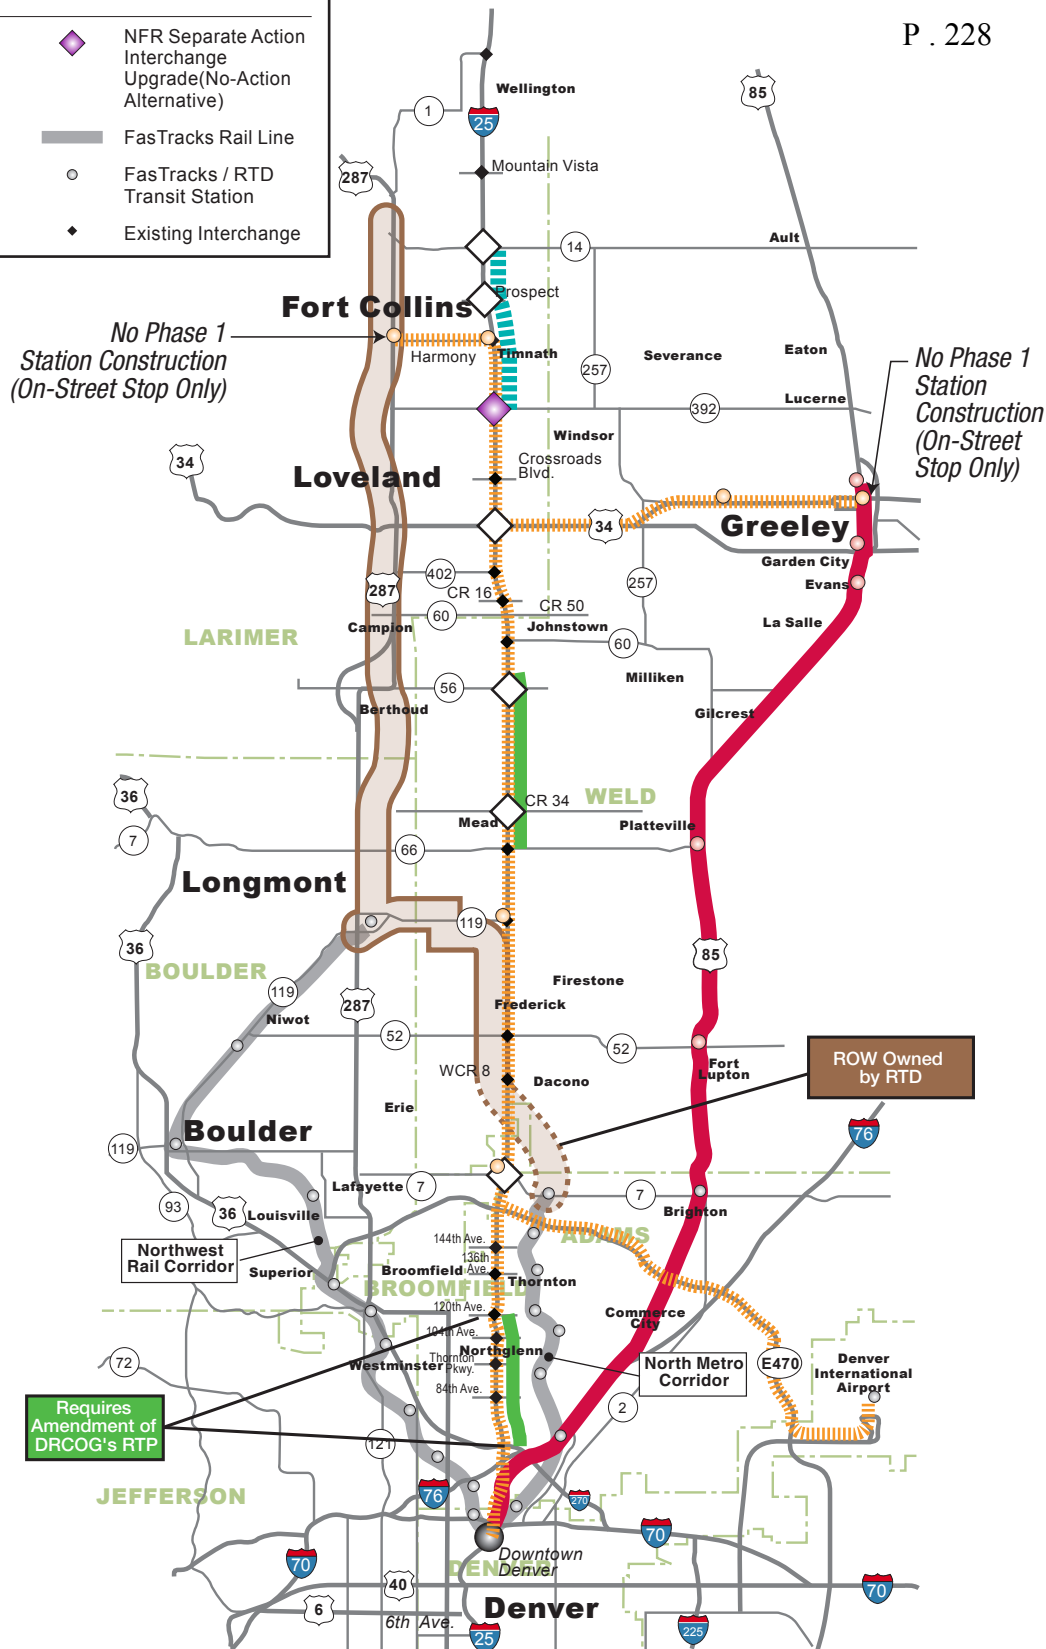 P . 228
NFR Separate Action
Interchange
Upgrade(No-Action
Alternative)
FasTracks Rail Line
FasTracks / RTD
Transit Station
Existing Interchange
Wellington
85
1
25
Mountain Vista
287
14
Ault
Prospect
Fort Collins
No Phase 1
Station Construction
(On-Street Stop Only)
Harmony
Timnath
257
Severance
Eaton
No Phase 1
Station
Construction
(On-Street
Stop Only)
Lucerne
392
Windsor
34
Loveland
Crossroads
Blvd.
34
Greeley
Garden City
Evans
402
287
CR 16
257
60
CR 50
La Salle
LARIMER
Campion
Johnstown
60
Milliken
56
Berthoud
Gilcrest
36
WELD
CR 34
Mead
Platteville
7
66
Longmont
119
36
85
BOULDER
Firestone
119
Frederick
287
Niwot
52
52
WCR 8
Dacono
Fort
Lupton
ROW Owned
by RTD
Erie
76
Boulder
119
Lafayette
7
7
93
36
Louisville
Brighton
144th Ave.
ADAMS
Northwest
Rail Corridor
136th
Ave.
Superior
Broomfield
Thornton
BROOMFIELD
120th Ave.
Commerce
City
104th Ave.
Northglenn
Thornton
Pkwy.
Westminster
72
North Metro
Corridor
E470
Denver
International
Airport
84th Ave.
2
Requires
Amendment of
DRCOG's RTP
121
JEFFERSON
76
270
70
70
Downtown
Denver
DENVER
40
70
6
6th Ave.
Denver
25
225